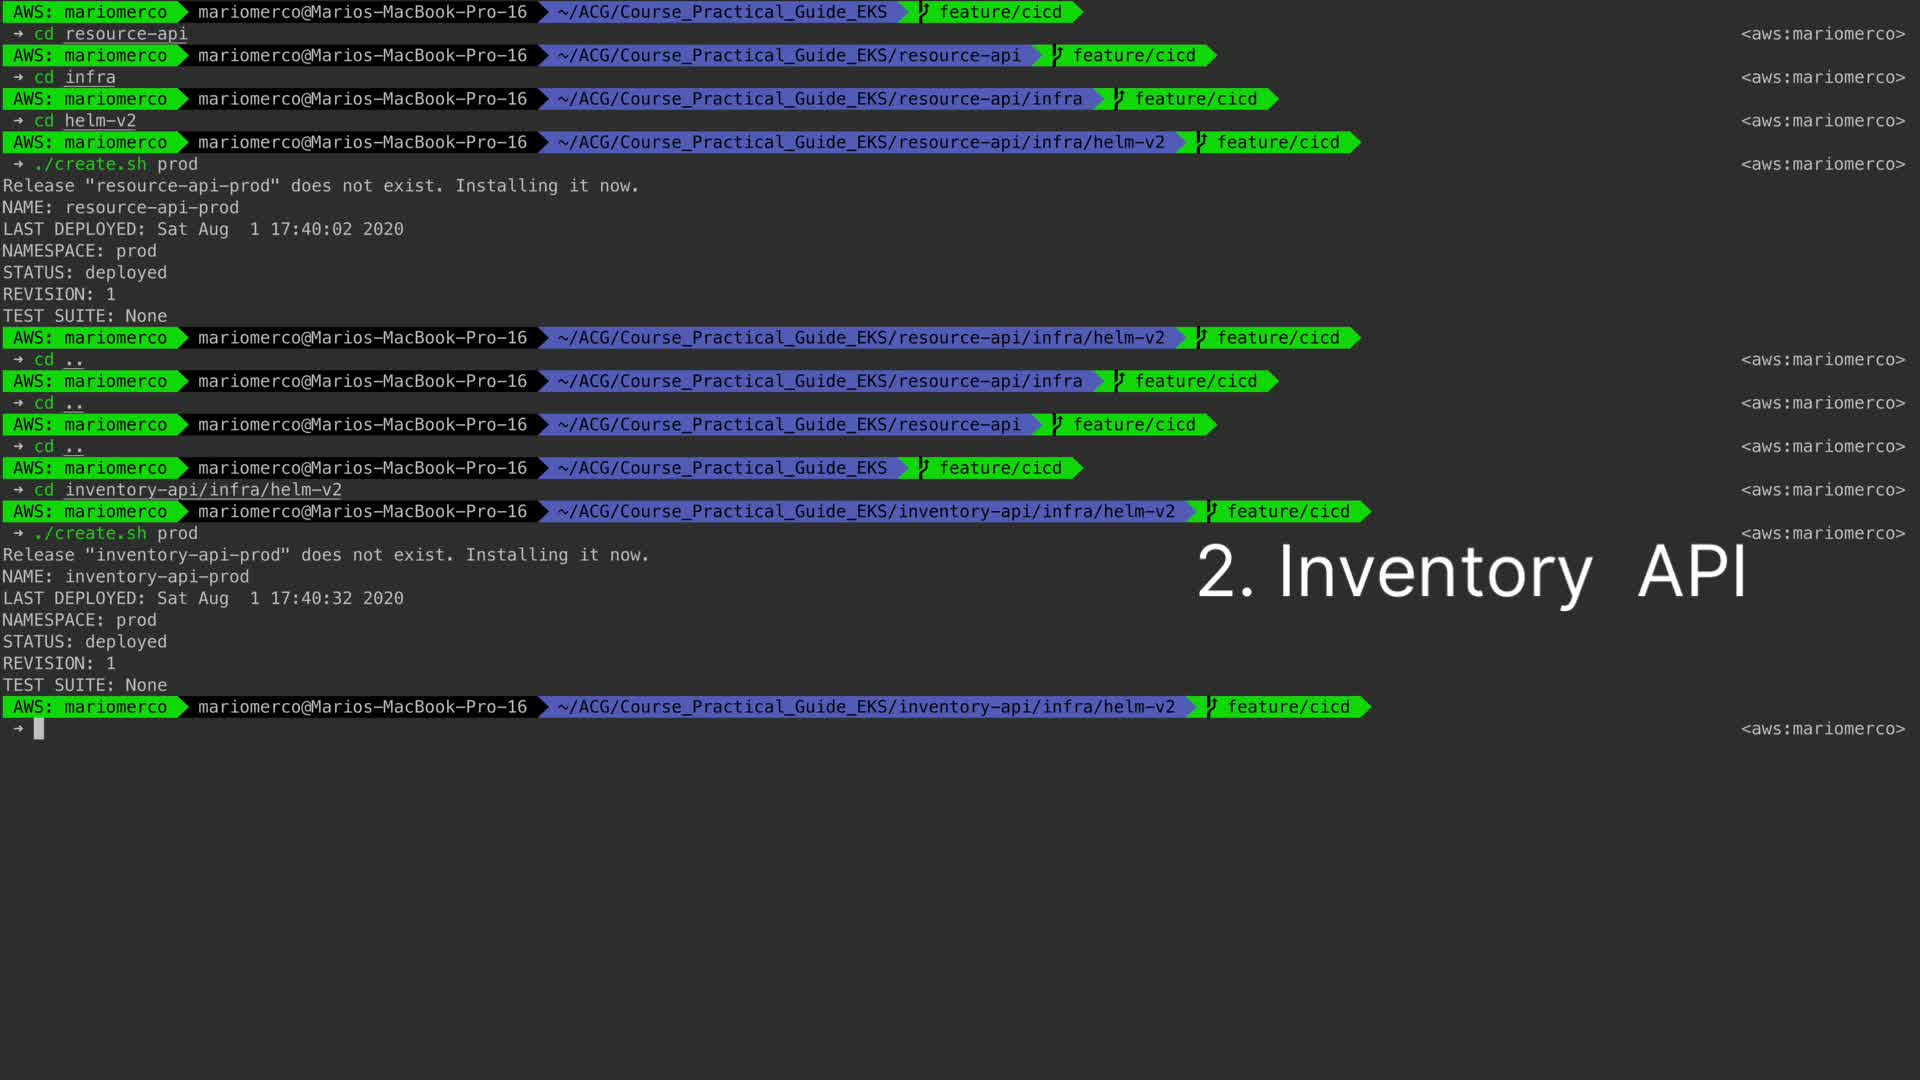 AWS: mariomerco mariomerco@Marios-MacBook-Pro-16 ~/ACG/Course_Practical_Guide_EKS feature/cicd
→ cd resource-api <aws:mariomerco>
AWS: mariomerco mariomerco@Marios-MacBook-Pro-16 ~/ACG/Course_Practical_Guide_EKS/resource-api feature/cicd
→ cd infra <aws:mariomerco>
AWS: mariomerco mariomerco@Marios-MacBook-Pro-16 ~/ACG/Course_Practical_Guide_EKS/resource-api/infra feature/cicd
→ cd helm-v2 <aws:mariomerco>
AWS: mariomerco mariomerco@Marios-MacBook-Pro-16 ~/ACG/Course_Practical_Guide_EKS/resource-api/infra/helm-v2 feature/cicd
→ ./create.sh prod <aws:mariomerco>
Release "resource-api-prod" does not exist. Installing it now.
NAME: resource-api-prod
LAST DEPLOYED: Sat Aug  1 17:40:02 2020
NAMESPACE: prod
STATUS: deployed
REVISION: 1
TEST SUITE: None
AWS: mariomerco mariomerco@Marios-MacBook-Pro-16 ~/ACG/Course_Practical_Guide_EKS/resource-api/infra/helm-v2 feature/cicd
→ cd .. <aws:mariomerco>
AWS: mariomerco mariomerco@Marios-MacBook-Pro-16 ~/ACG/Course_Practical_Guide_EKS/resource-api/infra feature/cicd
→ cd .. <aws:mariomerco>
AWS: mariomerco mariomerco@Marios-MacBook-Pro-16 ~/ACG/Course_Practical_Guide_EKS/resource-api feature/cicd
→ cd .. <aws:mariomerco>
AWS: mariomerco mariomerco@Marios-MacBook-Pro-16 ~/ACG/Course_Practical_Guide_EKS feature/cicd
→ cd inventory-api/infra/helm-v2 <aws:mariomerco>
AWS: mariomerco mariomerco@Marios-MacBook-Pro-16 ~/ACG/Course_Practical_Guide_EKS/inventory-api/infra/helm-v2 feature/cicd
→ ./create.sh prod <aws:mariomerco>
Release "inventory-api-prod" does not exist. Installing it now.
2. Inventory API
NAME: inventory-api-prod
LAST DEPLOYED: Sat Aug  1 17:40:32 2020
NAMESPACE: prod
STATUS: deployed
REVISION: 1
TEST SUITE: None
AWS: mariomerco mariomerco@Marios-MacBook-Pro-16 ~/ACG/Course_Practical_Guide_EKS/inventory-api/infra/helm-v2 feature/cicd
→ <aws:mariomerco>